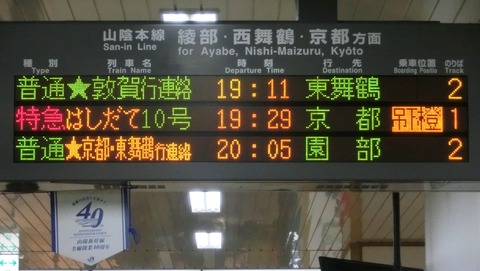 山陰本線 綾部・西舞鶴・京都方面
San-in Line for Ayabe, Nishi-Maizuru, Kyōto
種別 列車名 時刻 行先 乗車位置 のりば
Type Train Name Departure Time Destination Boarding Positio Track
普通 ★敦賀行連絡 19:11 東舞鶴 2
特急 はしだて10号 19:29 京都 橙 1
普通 ★京都・東舞鶴行連絡 20:05 園部 2